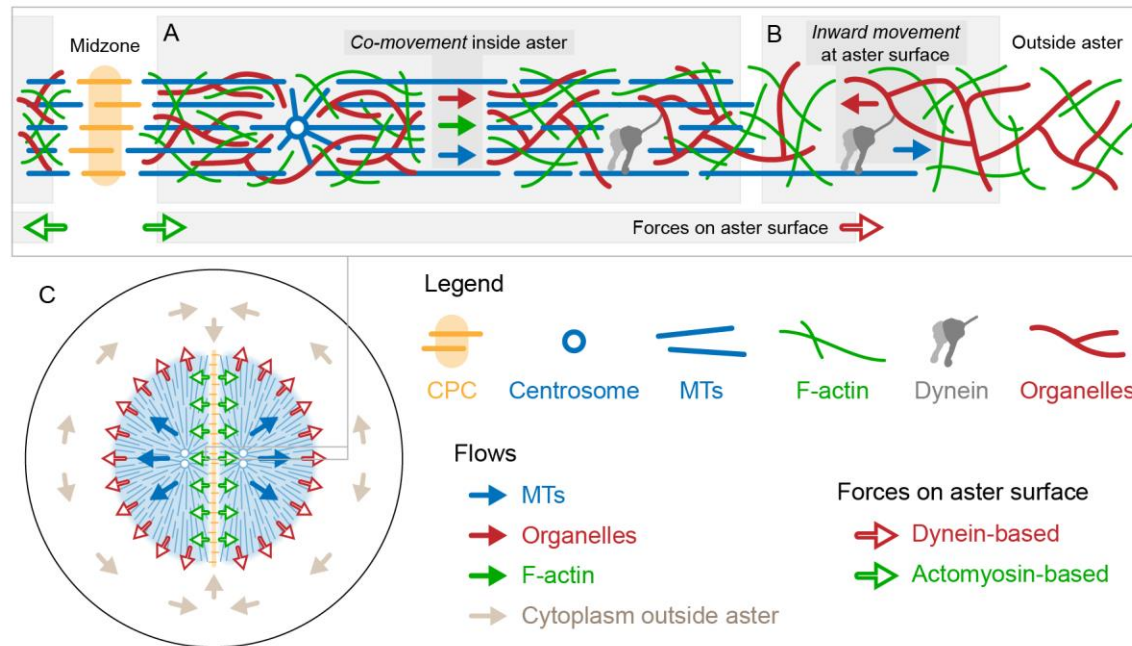 Midzone
A
Co-movement inside aster
B
Inward movement
at aster surface
Outside aster
Forces on aster surface
C
Legend
CPC
Centrosome
MTs
F-actin
Dynein
Organelles
Flows
MTs
Organelles
F-actin
Cytoplasm outside aster
Forces on aster surface
Dynein-based
Actomyosin-based